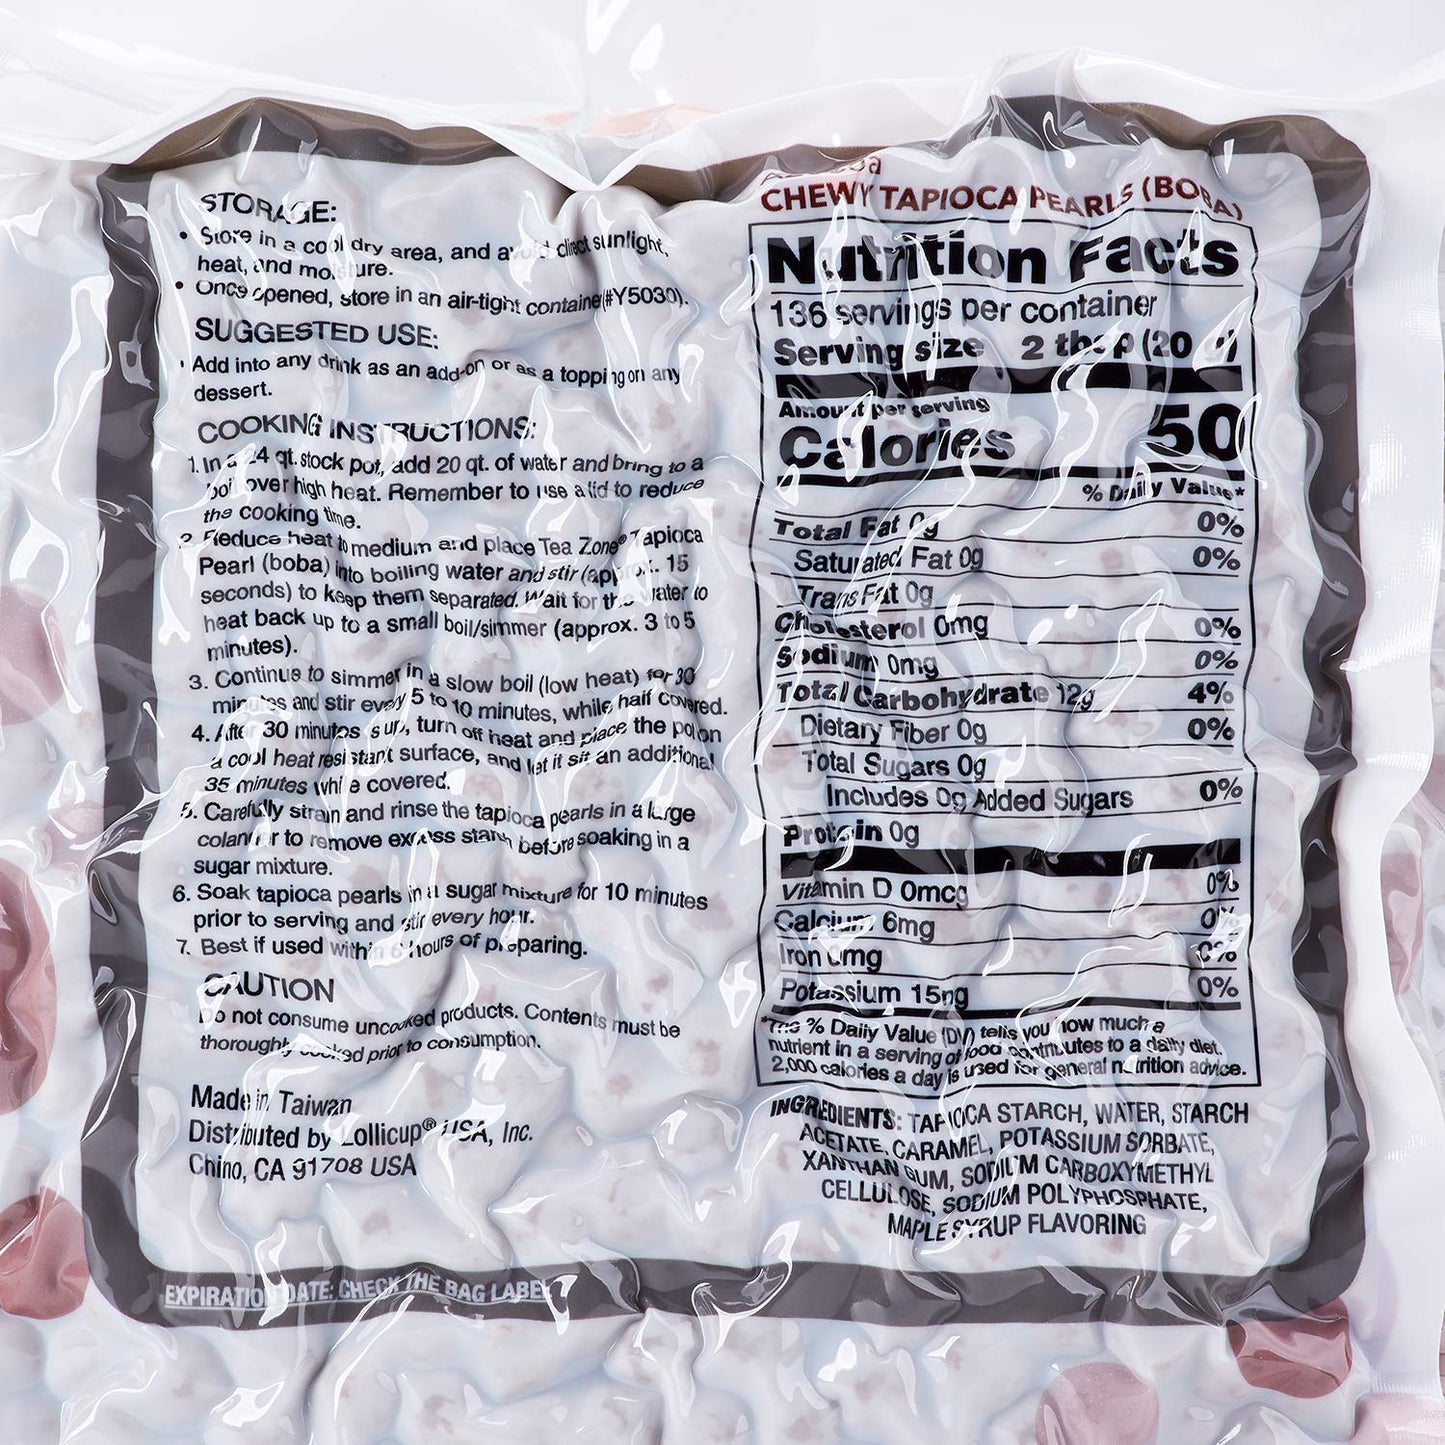 STORAGE:
• Store in a cool dry area, and avoid direct sunlight,
heat, and moisture.
• Once opened, store in an air-tight container(#Y5030).
SUGGESTED USE:
• Add into any drink as an add-on or as a topping on any
dessert.
COOKING INSTRUCTIONS:
1. In a 24 qt. stock pot, add 20 qt. of water and bring to a
boil over high heat. Remember to use a lid to reduce
the cooking time.
2. Reduce heat to medium and place Tea Zone® Tapioca
Pearl (boba) into boiling water and stir (approx. 15
seconds) to keep them separated. Wait for the water to
heat back up to a small boil/simmer (approx. 3 to 5
minutes).
3. Continue to simmer in a slow boil (low heat) for 30
minutes and stir every 5 to 10 minutes, while half covered.
4. After 30 minutes is up, turn off heat and place the pot on
a cool heat resistant surface, and let it sit an additional
35 minutes while covered.
5. Carefully strain and rinse the tapioca pearls in a large
colander to remove excess starch before soaking in a
sugar mixture.
6. Soak tapioca pearls in a sugar mixture for 10 minutes
prior to serving and stir every hour.
7. Best if used within 6 hours of preparing.
CAUTION
Do not consume uncooked products. Contents must be
thoroughly cooked prior to consumption.
Made in Taiwan
Distributed by Lollicup® USA, Inc.
Chino, CA 91708 USA
EXPIRATION DATE: CHECK THE BAG LABEL
CHEWY TAPIOCA PEARLS (BOBA)
Nutrition Facts
136 servings per container
Serving size 2 tbsp (20 g)
Amount per serving
Calories 50
% Daily Value*
Total Fat 0g 0%
Saturated Fat 0g 0%
Trans Fat 0g
Cholesterol 0mg 0%
Sodium 0mg 0%
Total Carbohydrate 12g 4%
Dietary Fiber 0g 0%
Total Sugars 0g
Includes 0g Added Sugars 0%
Protein 0g
Vitamin D 0mcg 0%
Calcium 6mg 0%
Iron 0mg 0%
Potassium 15mg 0%
*The % Daily Value (DV) tells you how much a
nutrient in a serving of food contributes to a daily diet.
2,000 calories a day is used for general nutrition advice.
INGREDIENTS: TAPIOCA STARCH, WATER, STARCH
ACETATE, CARAMEL, POTASSIUM SORBATE,
XANTHAN GUM, SODIUM CARBOXYMETHYL
CELLULOSE, SODIUM POLYPHOSPHATE,
MAPLE SYRUP FLAVORING